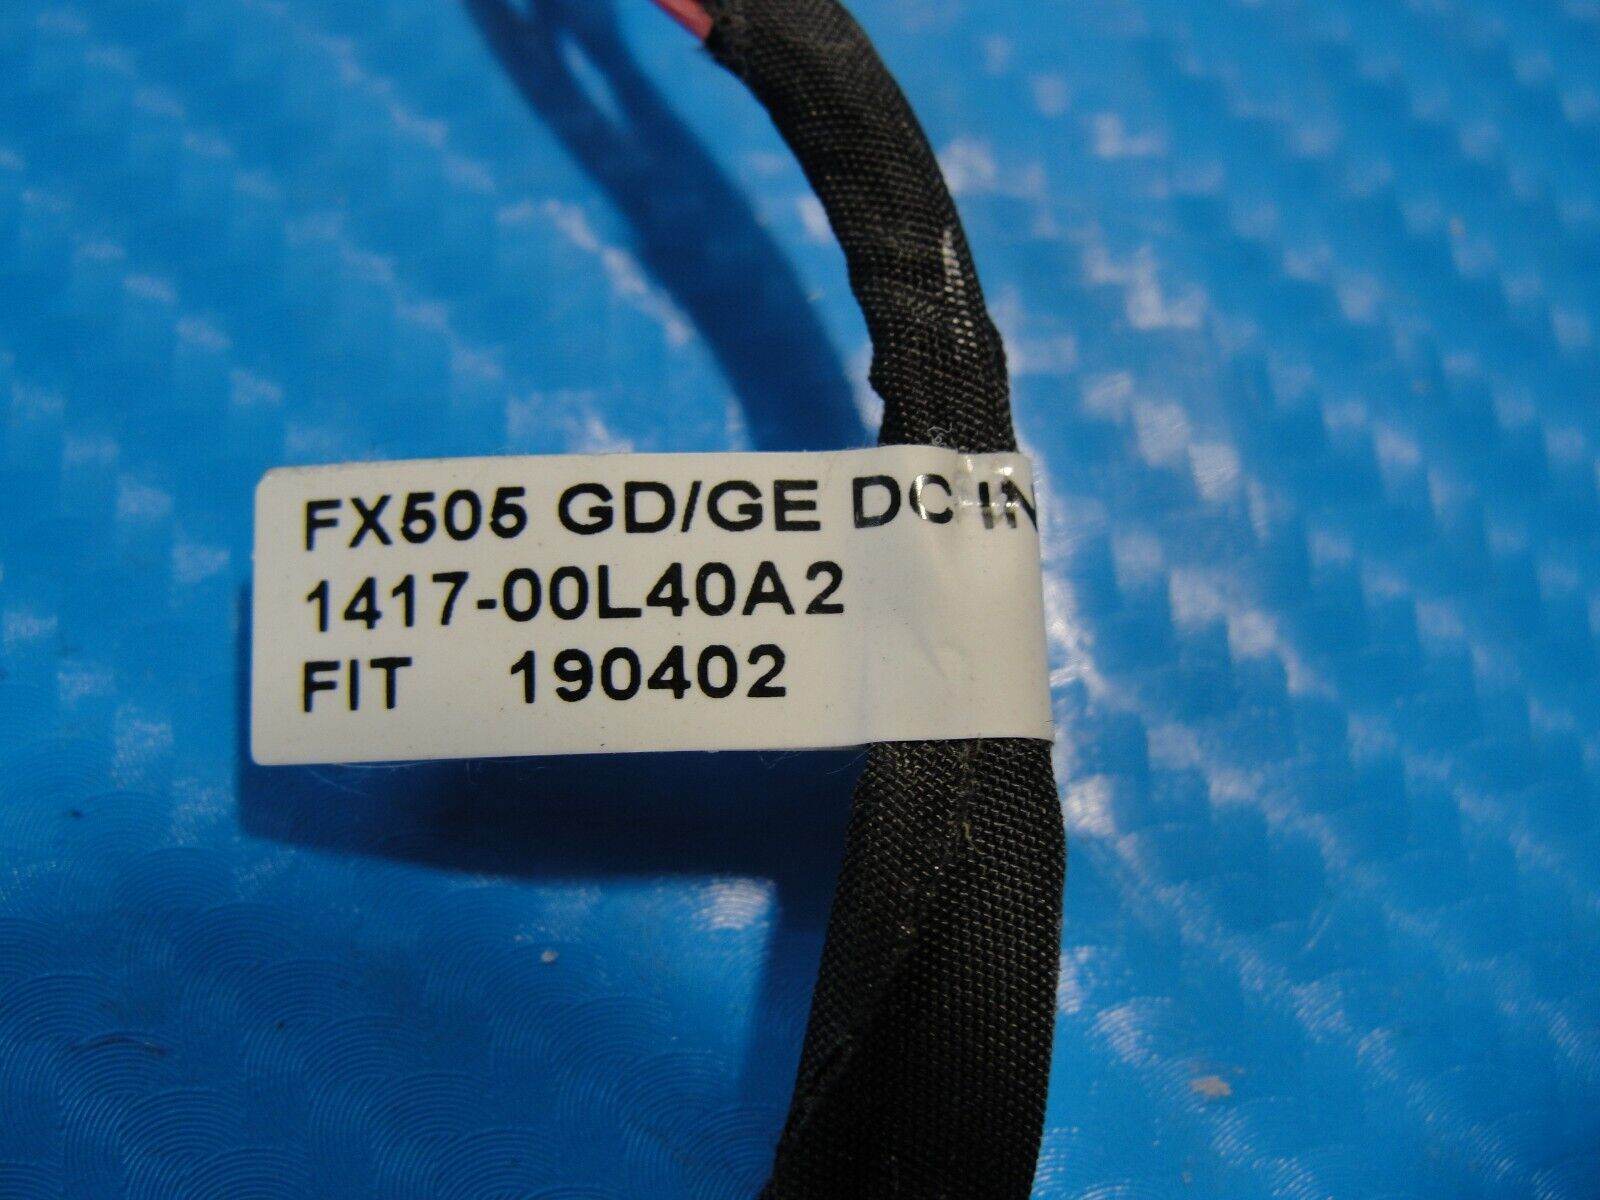 FX505 GD/GE DC IN
1417-00L40A2
FIT 190402